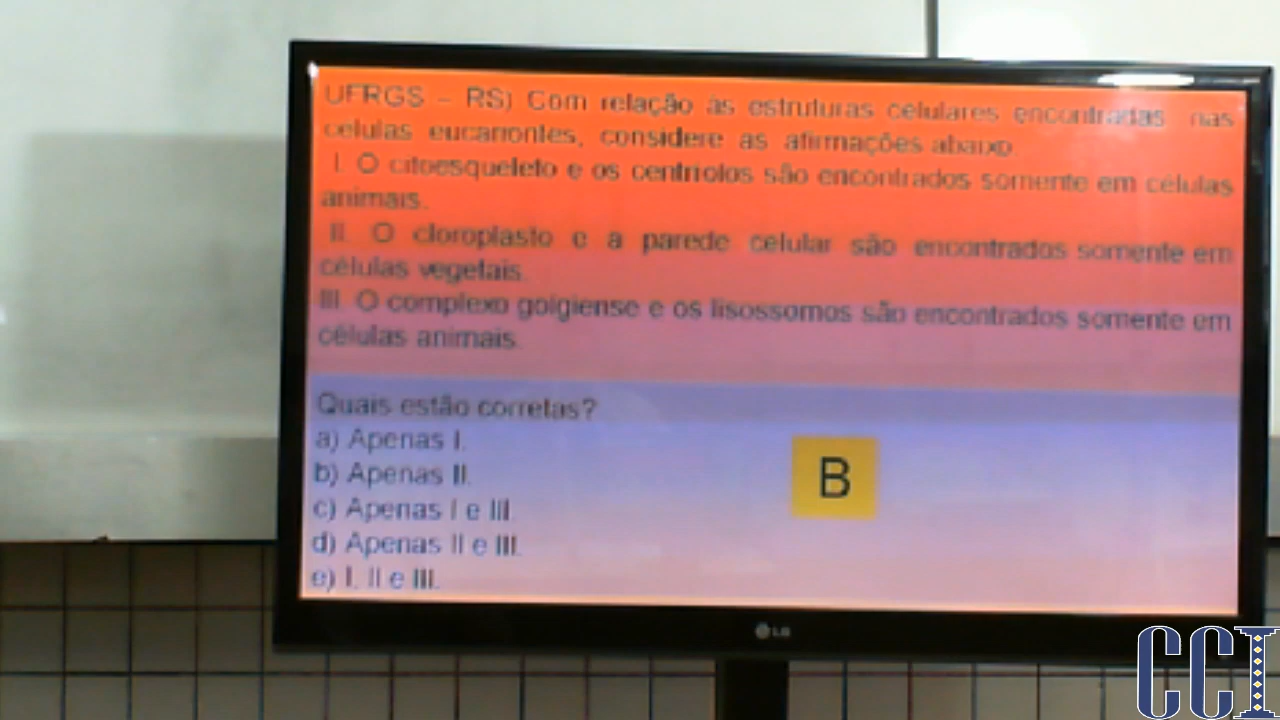 UFRGS – RS) Com relação às estruturas celulares encontradas nas
células eucariontes, considere as afirmações abaixo.
I. O citoesqueleto e os centríolos são encontrados somente em células
animais.
II. O cloroplasto e a parede celular são encontrados somente em
células vegetais.
III. O complexo golgiense e os lisossomos são encontrados somente em
células animais.
Quais estão corretas?
a) Apenas I.
b) Apenas II.
c) Apenas I e III.
d) Apenas II e III.
e) I, II e III.
B
LG
CCI